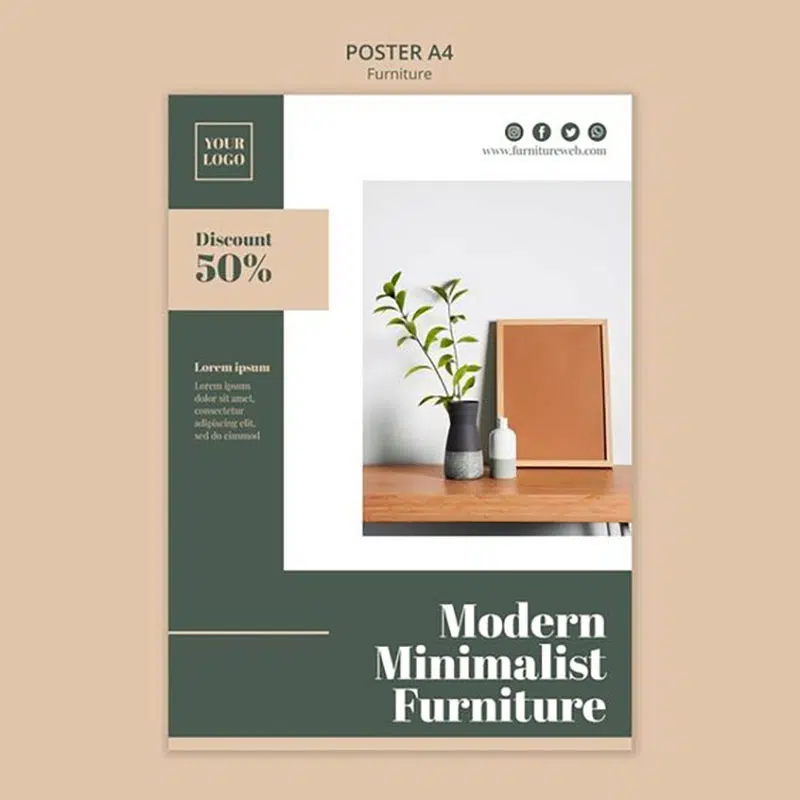 POSTER A4
Furniture
YOUR
LOGO
www.furnitureweb.com
Discount
50%
Lorem ipsum
Lorem ipsum
dolor sit amet,
consectetur
adipiscing elit,
sed do eiusmod
Modern
Minimalist
Furniture